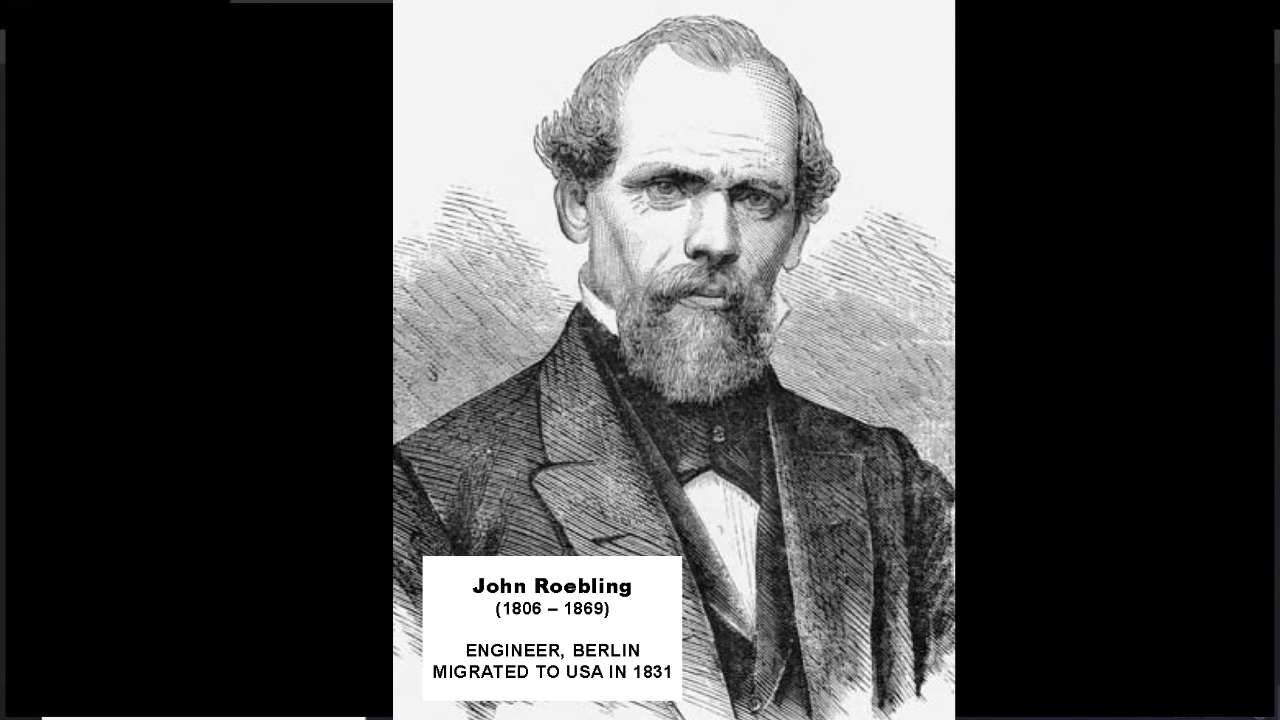 John Roebling
(1806 – 1869)
ENGINEER, BERLIN
MIGRATED TO USA IN 1831